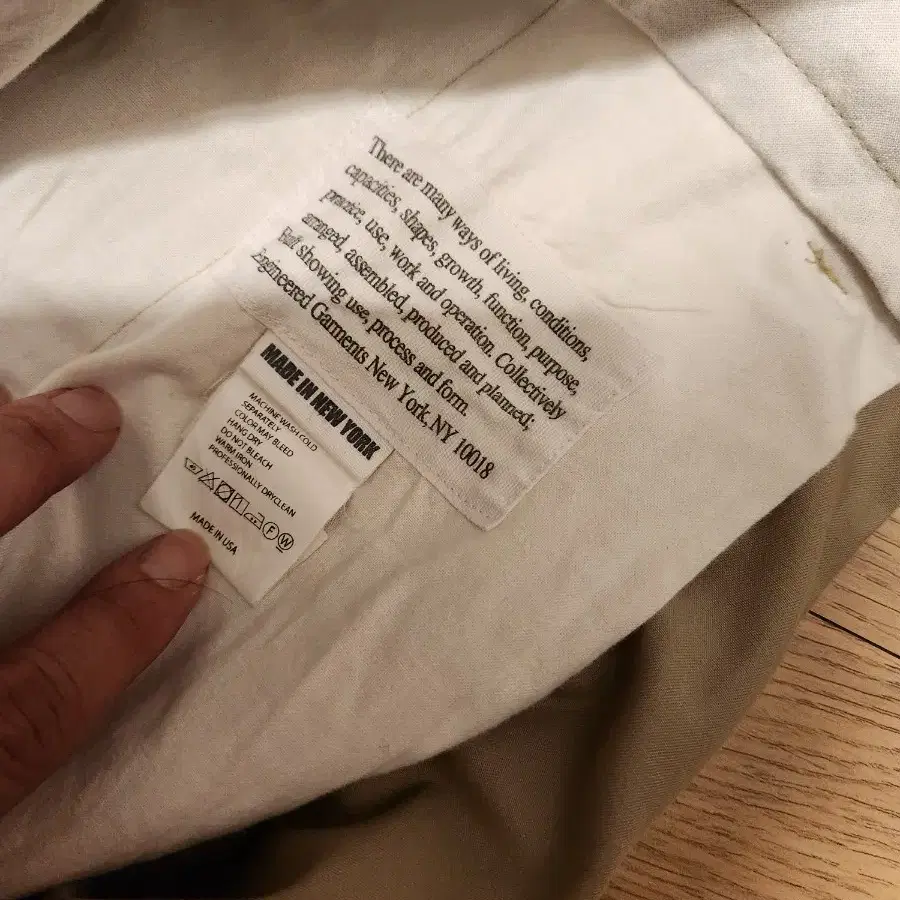 There are many ways of living, conditions,
capacities, shapes, growth, function, purpose,
practice, use, work and operation. Collectively
arranged, assembled, produced and planned;
But showing use, process and form.
Engineered Garments New York, NY 10018
MADE IN NEW YORK
MACHINE WASH COLD
SEPARATELY
COLOR MAY BLEED
HANG DRY
DO NOT BLEACH
WARM IRON
PROFESSIONALLY DRYCLEAN
F W
MADE IN USA